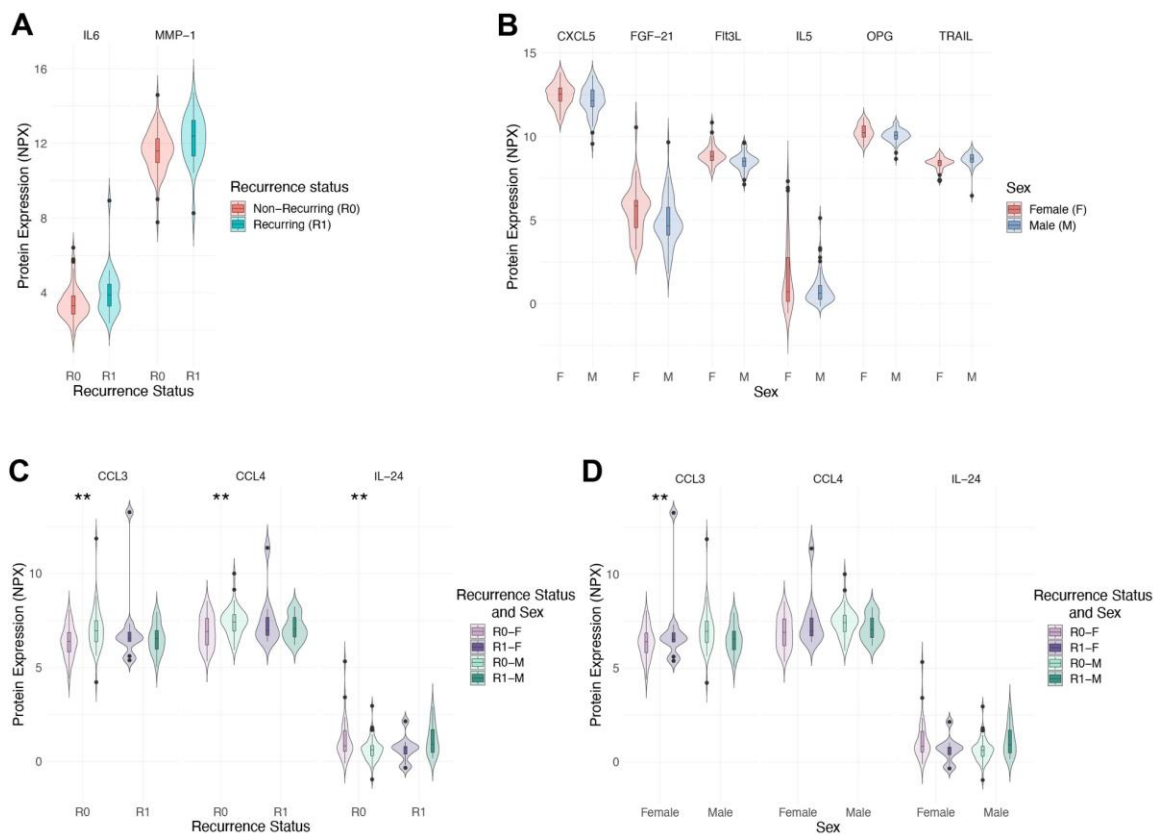 A
IL6 MMP-1
16
12
8
4
Protein Expression (NPX)
R0 R1 R0 R1
Recurrence Status
Recurrence status
Non-Recurring (R0)
Recurring (R1)
B
CXCL5 FGF-21 Flt3L IL5 OPG TRAIL
15
10
5
0
Protein Expression (NPX)
F M F M F M F M F M F M
Sex
Sex
Female (F)
Male (M)
C
CCL3 CCL4 IL-24
** ** **
10
5
0
Protein Expression (NPX)
R0 R1 R0 R1 R0 R1
Recurrence Status
Recurrence Status
and Sex
R0-F
R1-F
R0-M
R1-M
D
CCL3 CCL4 IL-24
**
10
5
0
Protein Expression (NPX)
Female Male Female Male Female Male
Sex
Recurrence Status
and Sex
R0-F
R1-F
R0-M
R1-M